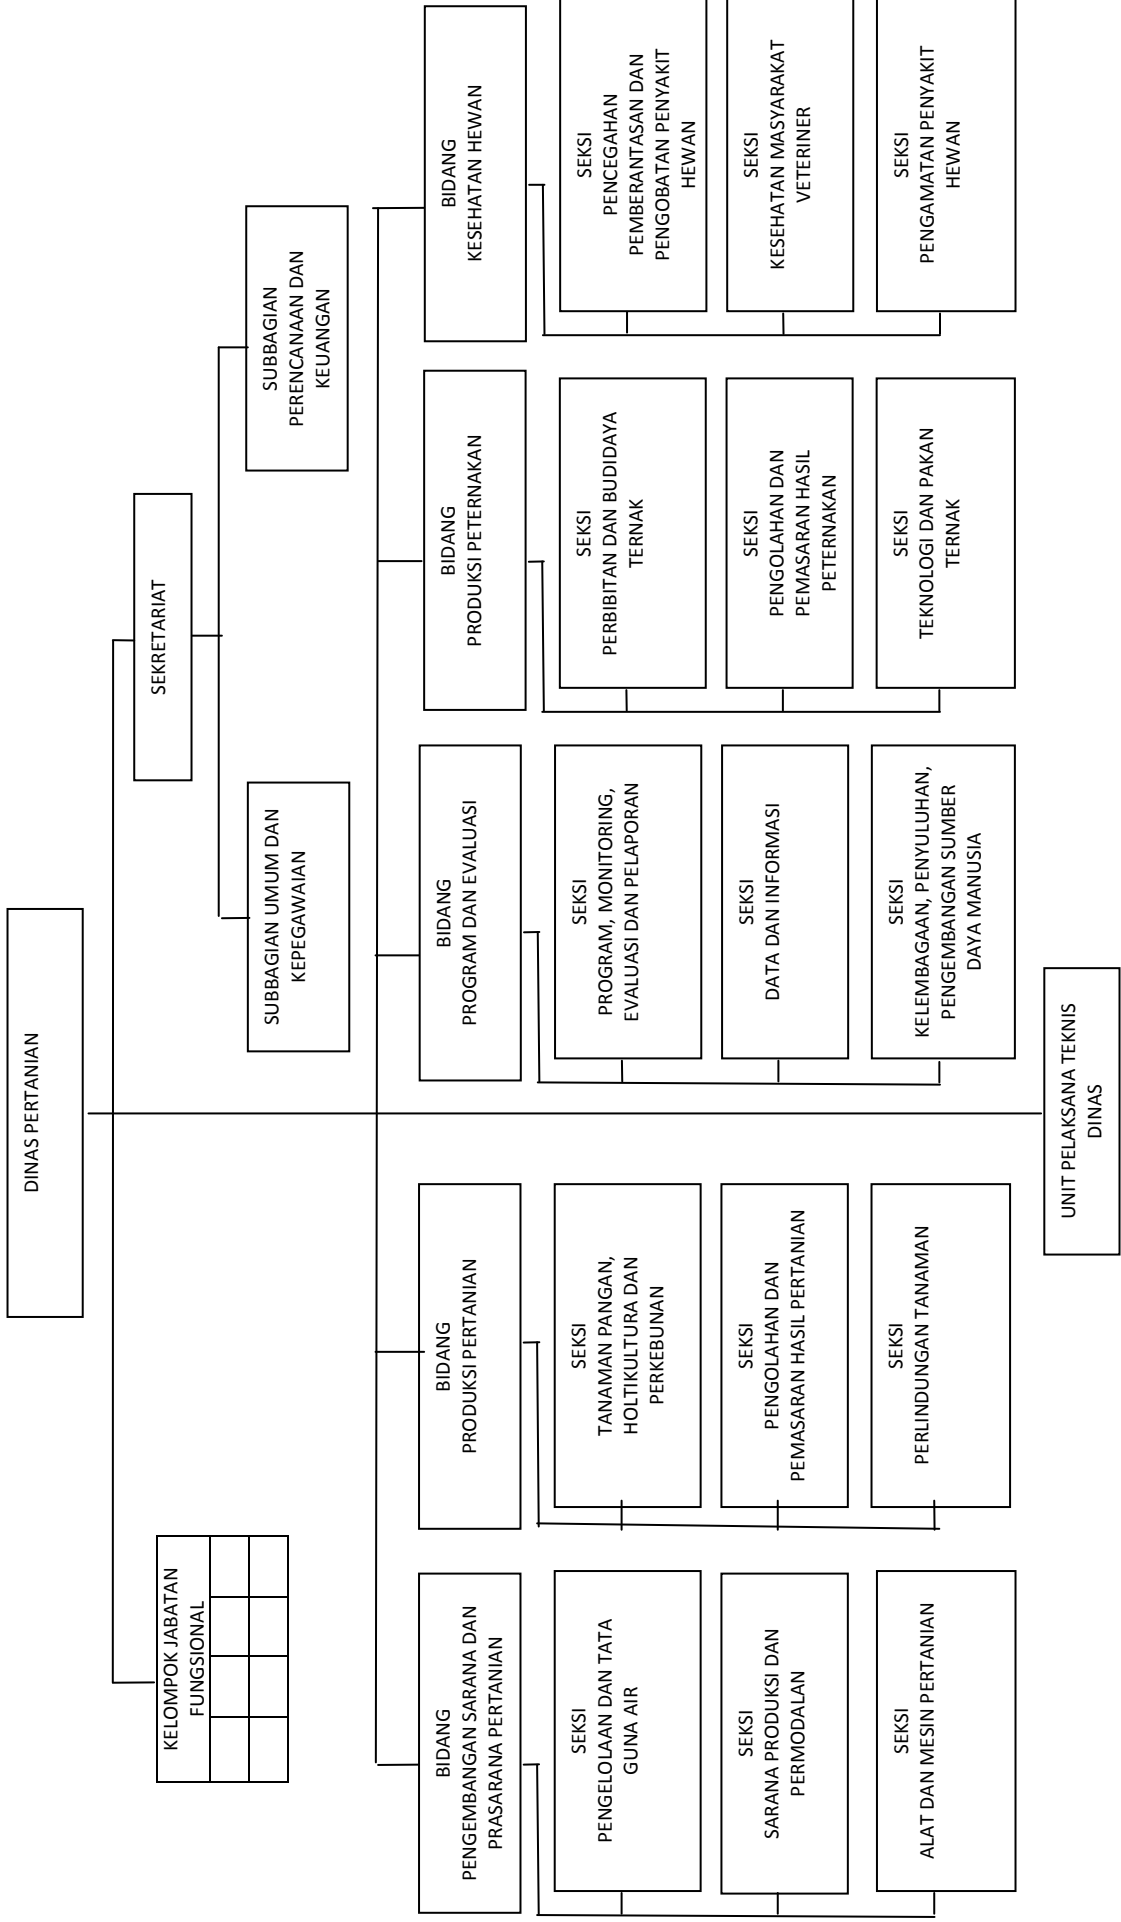 DINAS PERTANIAN
KELOMPOK JABATAN
FUNGSIONAL
SEKRETARIAT
SUBBAGIAN UMUM DAN
KEPEGAWAIAN
SUBBAGIAN
PERENCANAAN DAN
KEUANGAN
BIDANG
PENGEMBANGAN SARANA DAN
PRASARANA PERTANIAN
SEKSI
PENGELOLAAN DAN TATA
GUNA AIR
SEKSI
SARANA PRODUKSI DAN
PERMODALAN
SEKSI
ALAT DAN MESIN PERTANIAN
BIDANG
PRODUKSI PERTANIAN
SEKSI
TANAMAN PANGAN,
HOLTIKULTURA DAN
PERKEBUNAN
SEKSI
PENGOLAHAN DAN
PEMASARAN HASIL PERTANIAN
SEKSI
PERLINDUNGAN TANAMAN
BIDANG
PROGRAM DAN EVALUASI
SEKSI
PROGRAM, MONITORING,
EVALUASI DAN PELAPORAN
SEKSI
DATA DAN INFORMASI
SEKSI
KELEMBAGAAN, PENYULUHAN,
PENGEMBANGAN SUMBER
DAYA MANUSIA
BIDANG
PRODUKSI PETERNAKAN
SEKSI
PERBIBITAN DAN BUDIDAYA
TERNAK
SEKSI
PENGOLAHAN DAN
PEMASARAN HASIL
PETERNAKAN
SEKSI
TEKNOLOGI DAN PAKAN
TERNAK
BIDANG
KESEHATAN HEWAN
SEKSI
PENCEGAHAN
PEMBERANTASAN DAN
PENGOBATAN PENYAKIT
HEWAN
SEKSI
KESEHATAN MASYARAKAT
VETERINER
SEKSI
PENGAMATAN PENYAKIT
HEWAN
UNIT PELAKSANA TEKNIS
DINAS